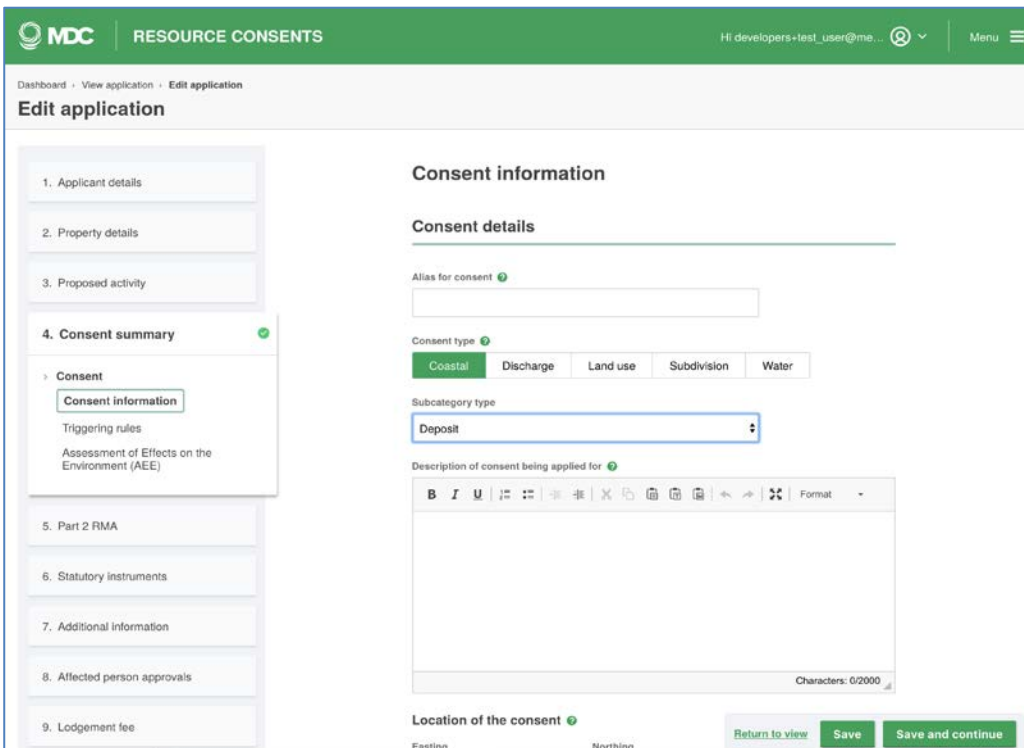 MDC
RESOURCE CONSENTS
Hi developers+test_user@me...
Menu
Dashboard › View application › Edit application
Edit application
1. Applicant details
2. Property details
3. Proposed activity
4. Consent summary
› Consent
Consent information
Triggering rules
Assessment of Effects on the
Environment (AEE)
5. Part 2 RMA
6. Statutory instruments
7. Additional information
8. Affected person approvals
9. Lodgement fee
Consent information
Consent details
Alias for consent ?
Consent type ?
Coastal Discharge Land use Subdivision Water
Subcategory type
Deposit
Description of consent being applied for ?
B I U Format
Characters: 0/2000
Location of the consent ?
Easting Northing
Return to view Save Save and continue